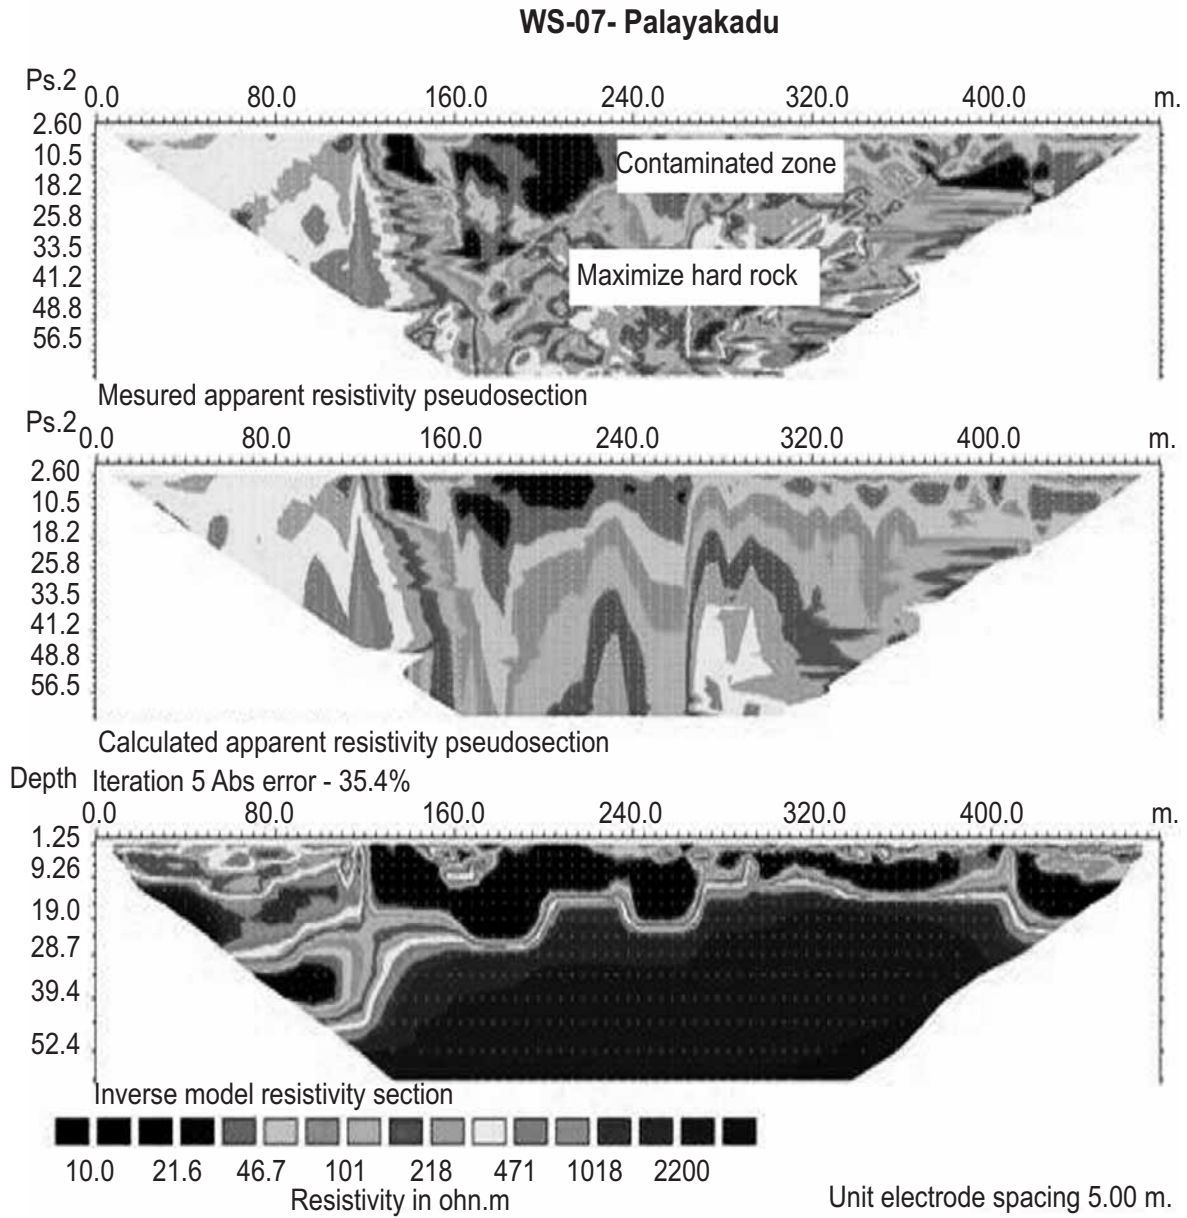 WS-07- Palayakadu
Ps.2 0.0 80.0 160.0 240.0 320.0 400.0 m.
2.60
10.5
Contaminated zone
18.2
25.8
33.5
41.2
Maximize hard rock
48.8
56.5
Mesured apparent resistivity pseudosection
Ps.2 0.0 80.0 160.0 240.0 320.0 400.0 m.
2.60
10.5
18.2
25.8
33.5
41.2
48.8
56.5
Calculated apparent resistivity pseudosection
Depth Iteration 5 Abs error - 35.4%
0.0 80.0 160.0 240.0 320.0 400.0 m.
1.25
9.26
19.0
28.7
39.4
52.4
Inverse model resistivity section
10.0 21.6 46.7 101 218 471 1018 2200
Resistivity in ohn.m
Unit electrode spacing 5.00 m.